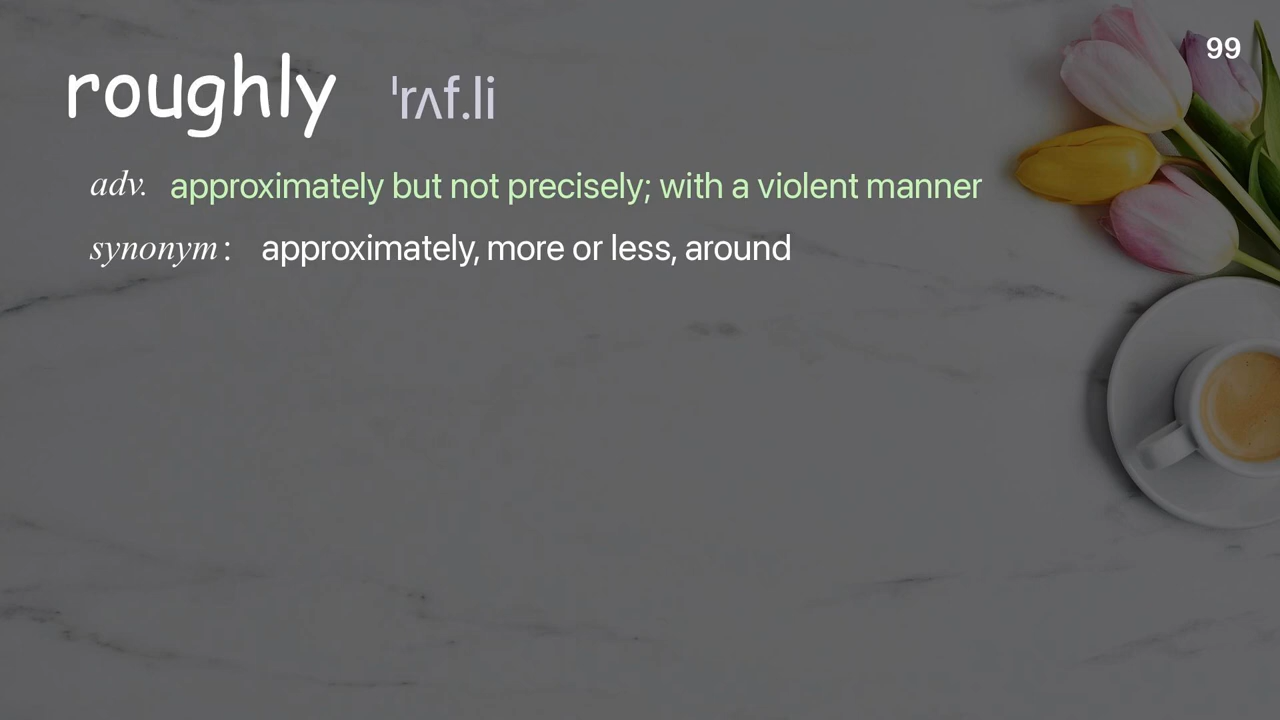 99
roughly ˈrʌf.li
adv. approximately but not precisely; with a violent manner
synonym: approximately, more or less, around